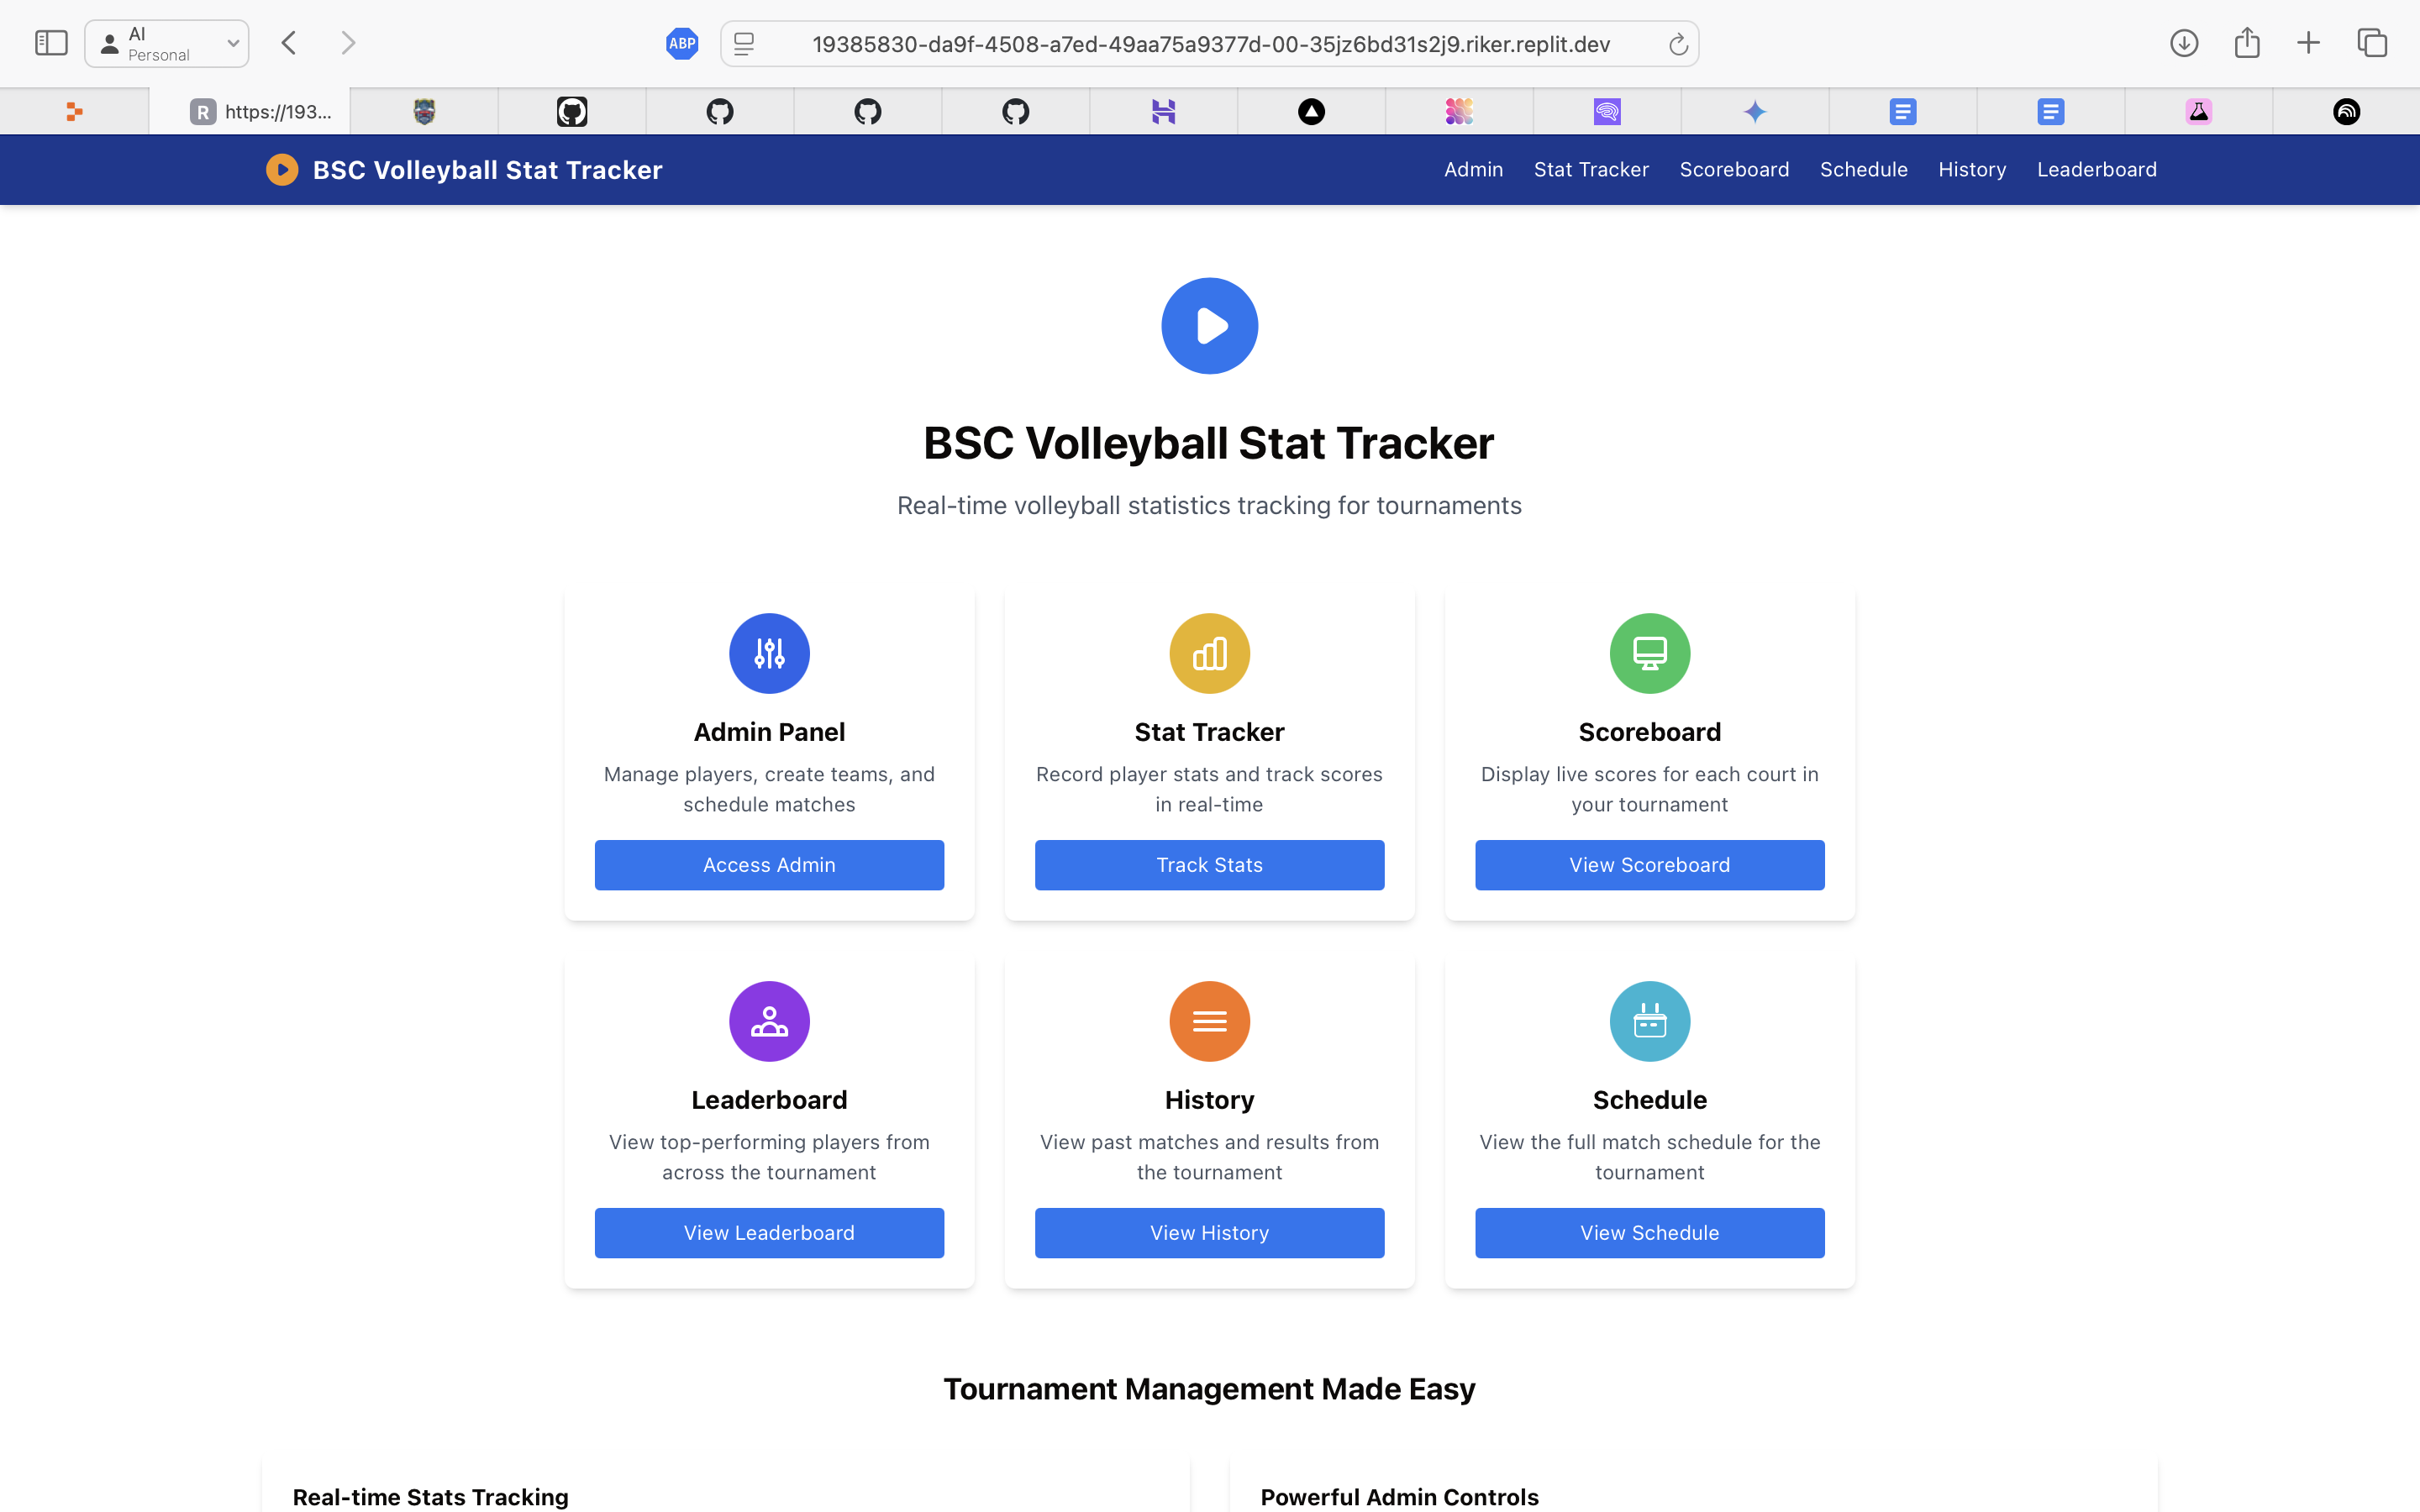 AI
Personal
ABP
19385830-da9f-4508-a7ed-49aa75a9377d-00-35jz6bd31s2j9.riker.replit.dev
R https://193...
BSC Volleyball Stat Tracker
Admin Stat Tracker Scoreboard Schedule History Leaderboard
BSC Volleyball Stat Tracker
Real-time volleyball statistics tracking for tournaments
Admin Panel
Manage players, create teams, and
schedule matches
Access Admin
Stat Tracker
Record player stats and track scores
in real-time
Track Stats
Scoreboard
Display live scores for each court in
your tournament
View Scoreboard
Leaderboard
View top-performing players from
across the tournament
View Leaderboard
History
View past matches and results from
the tournament
View History
Schedule
View the full match schedule for the
tournament
View Schedule
Tournament Management Made Easy
Real-time Stats Tracking
Powerful Admin Controls